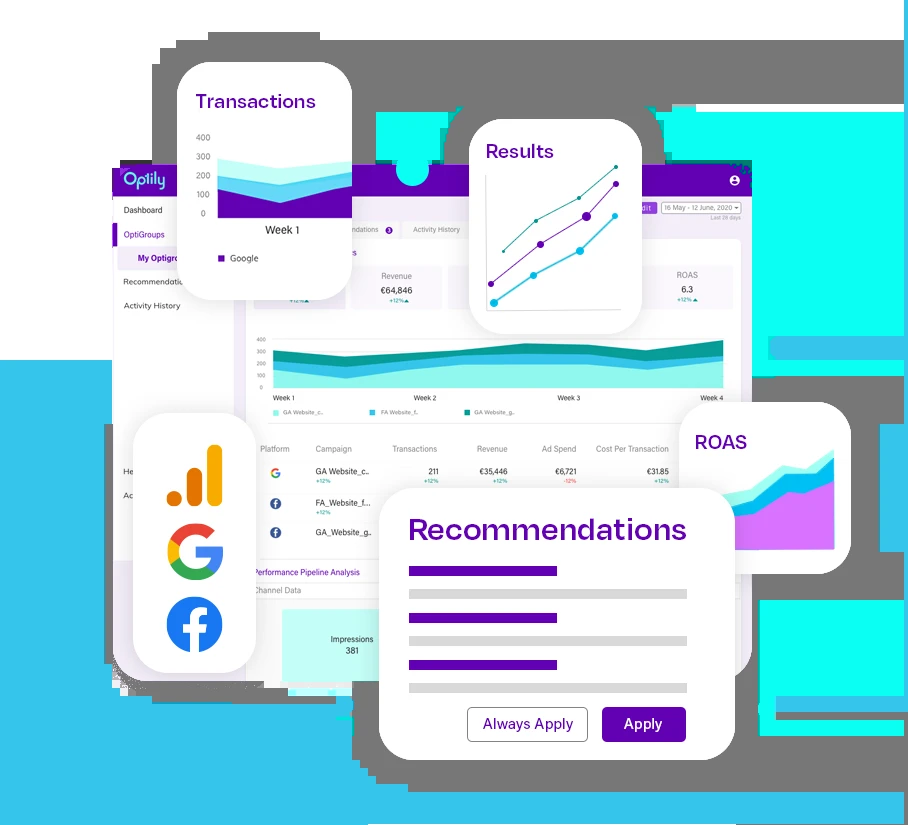 Transactions
400
300
200
100
0
Week 1
Google
Results
Optily
Dashboard
OptiGroups
My Optigro
Recommendatio
Activity History
ndations 3
Activity History
dit
16 May - 12 June, 2020
Last 28 days
s
+12%
Revenue
€64,846
+12%
ROAS
6.3
+12%
400
300
200
100
0
Week 1
Week 2
Week 3
Week 4
GA Website_c..
FA Website_f..
GA Website_g..
Platform
Campaign
Transactions
Revenue
Ad Spend
Cost Per Transaction
GA Website_c..
211
€35,446
€6,721
€31.85
+12%
+12%
+12%
-12%
+12%
FA_Website_f...
+12%
GA_Website_g..
He
Ac
Performance Pipeline Analysis
Channel Data
Impressions
381
ROAS
Recommendations
Always Apply
Apply